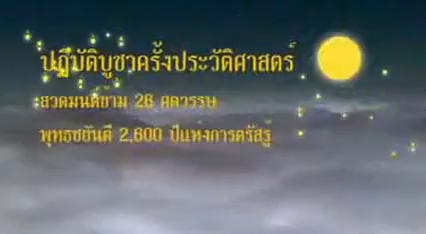 ปฏิบัติบูชาครั้งประวัติศาสตร์
สวดมนต์ข้าม 26 ศตวรรษ
พุทธชยันตี 2,600 ปีแห่งการตรัสรู้